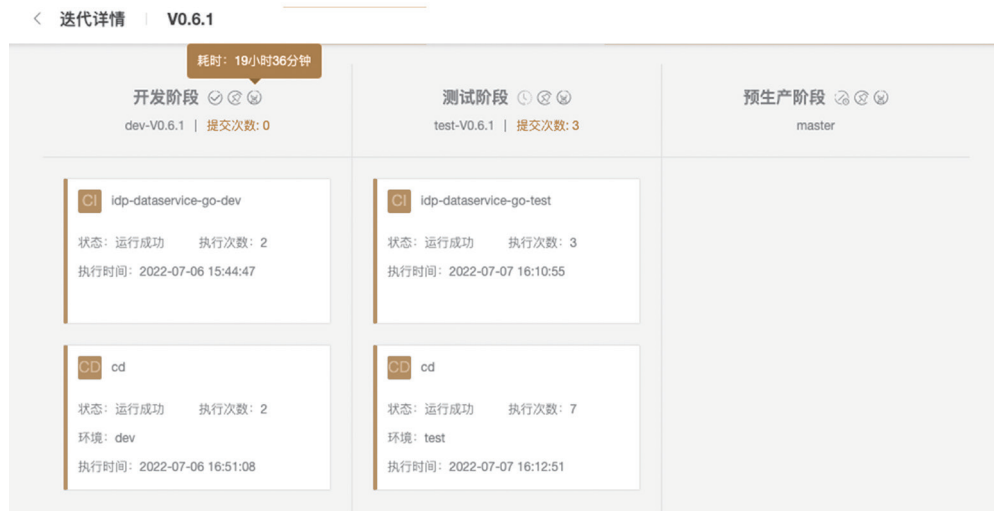 迭代详情 V0.6.1
耗时：19小时36分钟
开发阶段
dev-V0.6.1 | 提交次数: 0
CI idp-dataservice-go-dev
状态：运行成功 执行次数：2
执行时间：2022-07-06 15:44:47
CD cd
状态：运行成功 执行次数：2
环境：dev
执行时间：2022-07-06 16:51:08
测试阶段
test-V0.6.1 | 提交次数: 3
CI idp-dataservice-go-test
状态：运行成功 执行次数：3
执行时间：2022-07-07 16:10:55
CD cd
状态：运行成功 执行次数：7
环境：test
执行时间：2022-07-07 16:12:51
预生产阶段
master